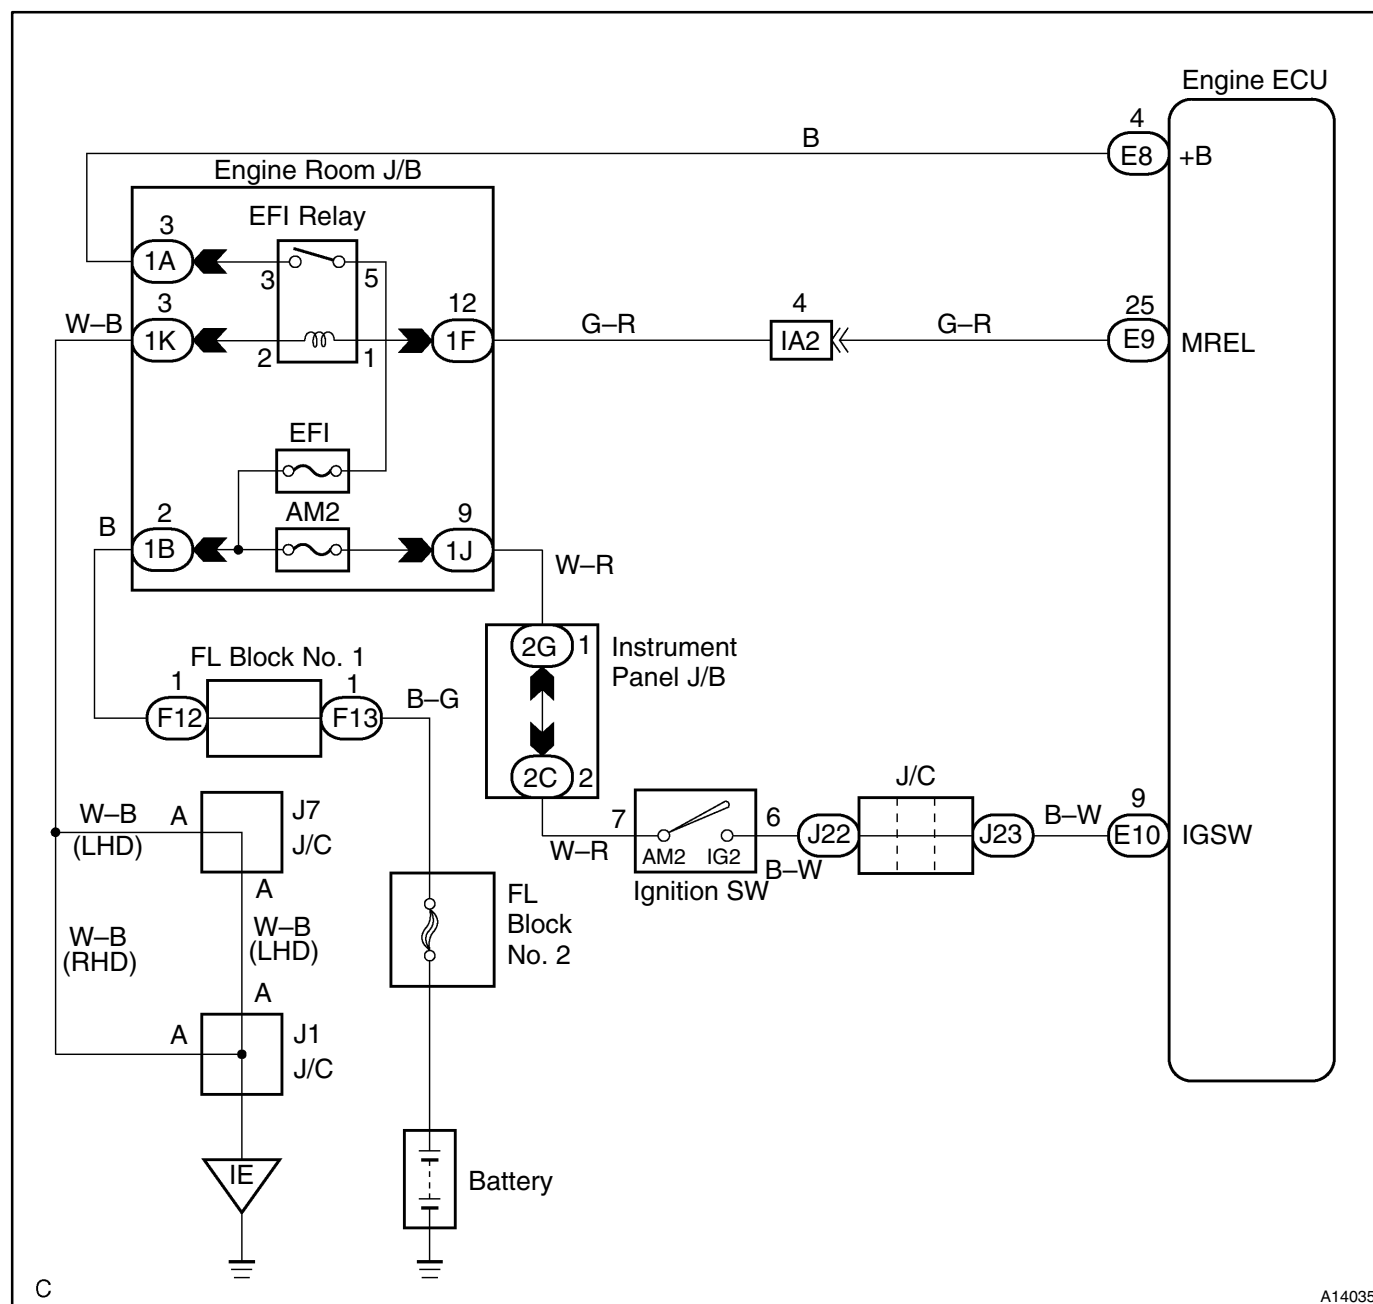 Engine ECU
4
B
E8
+B
Engine Room J/B
EFI Relay
3
1A
3
5
3
12
25
4
W–B
1K
2
1
1F
G–R
IA2
G–R
E9
MREL
EFI
AM2
2
9
B
1B
1J
W–R
2G
1
Instrument
Panel J/B
FL Block No. 1
1
1
F12
F13
B–G
2C
2
J/C
7
6
9
W–B
(LHD)
A
J7
J/C
W–R
AM2
IG2
J22
J23
B–W
E10
IGSW
B–W
Ignition SW
A
FL
Block
No. 2
W–B
(RHD)
W–B
(LHD)
A
A
J1
J/C
IE
Battery
C
A14035